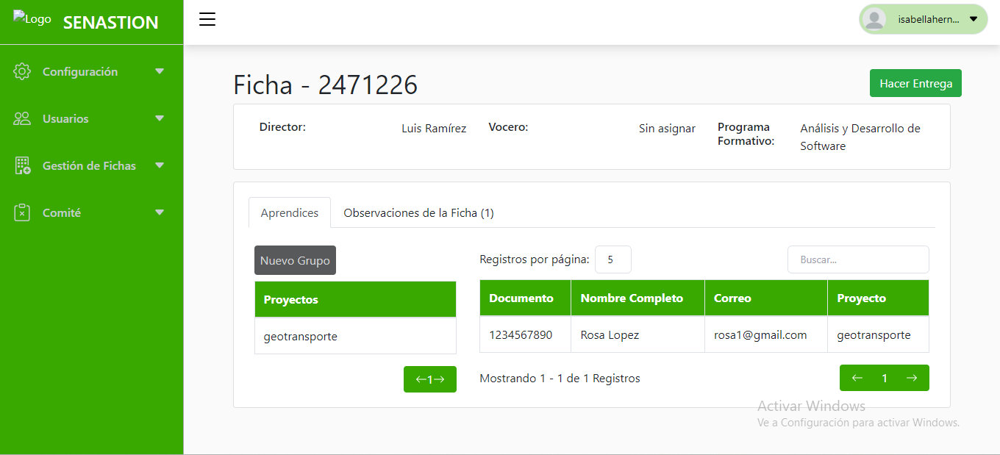 Logo SENASTION
isabellahern...
Configuración
Usuarios
Gestión de Fichas
Comité
Ficha - 2471226
Hacer Entrega
Director: Luis Ramírez Vocero: Sin asignar Programa Formativo: Análisis y Desarrollo de Software
Aprendices Observaciones de la Ficha (1)
Nuevo Grupo
Proyectos
geotransporte
←1→
Registros por página: 5 Buscar...
Documento Nombre Completo Correo Proyecto
1234567890 Rosa Lopez rosa1@gmail.com geotransporte
Mostrando 1 - 1 de 1 Registros ← 1 →
Activar Windows
Ve a Configuración para activar Windows.